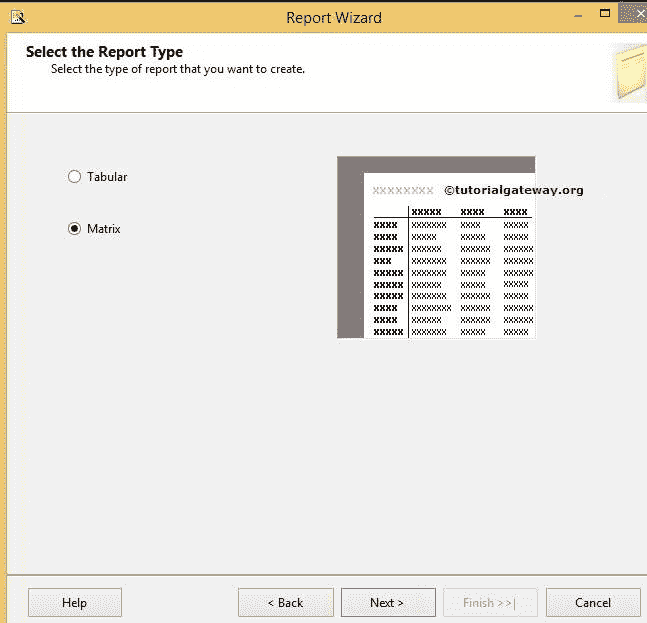 Report Wizard
Select the Report Type
Select the type of report that you want to create.
Tabular
Matrix
xxxxxxxx ©tutorialgateway.org
xxxxx xxxx xxxx
xxxx xxxxxxx xxxx xxxxx
xxxx xxxxx xxxxx xxxxx
xxxxx xxxxxx xxxxx xxxxxx
xxx xxxxxxx xxxxxx xxxxxx
xxxxx xxxxxxx xxxxx xxxxxx
xxxxx xxxxxx xxxxx xxxxx
xxxxx xxxxxx xxxxxx xxxxxx
xxxx xxxxxxxx xxxxxx xxxxxx
xxxx xxxxxx xxxxx xxxxxx
xxxxx xxxxxxx xxxxx xxxxx
Help < Back Next > Finish >>| Cancel